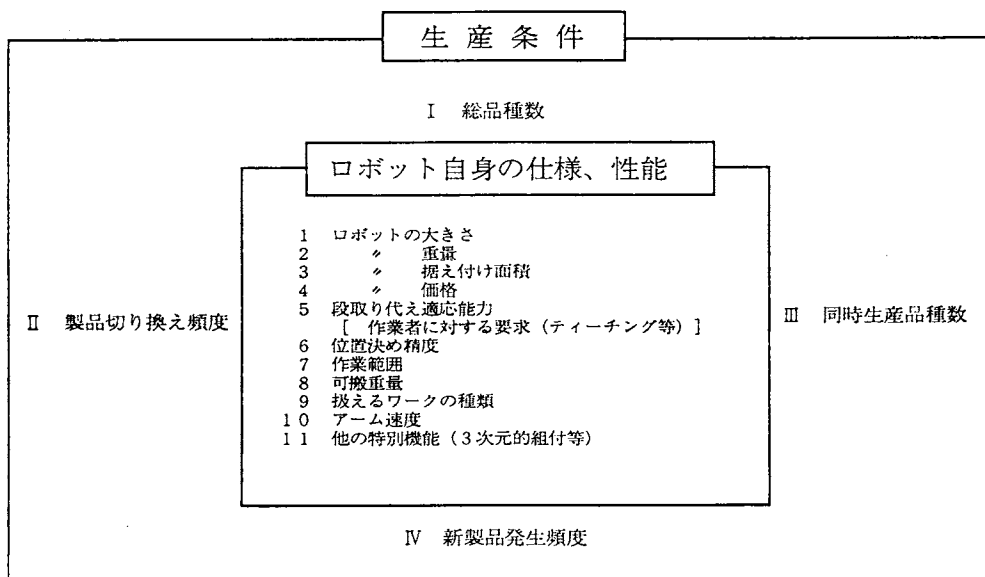 生産条件
Ⅰ 総品種数
ロボット自身の仕様、性能
1 ロボットの大きさ
2 〃 重量
3 〃 据え付け面積
4 〃 価格
5 段取り代え適応能力
[ 作業者に対する要求（ティーチング等）]
6 位置決め精度
7 作業範囲
8 可搬重量
9 扱えるワークの種類
10 アーム速度
11 他の特別機能（３次元的組付等）
Ⅱ 製品切り換え頻度
Ⅲ 同時生産品種数
Ⅳ 新製品発生頻度